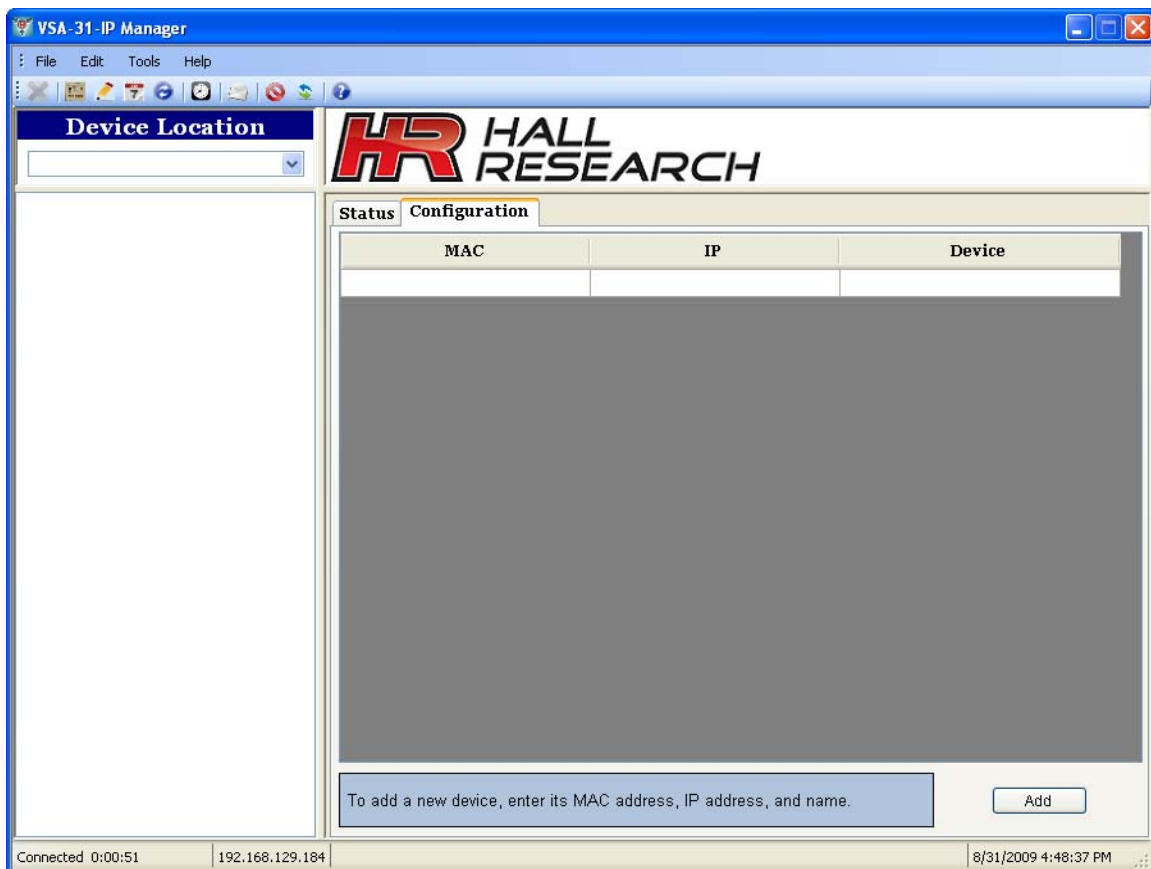 VSA-31-IP Manager
File Edit Tools Help
Device Location
HR HALL
RESEARCH
Status Configuration
MAC IP Device
To add a new device, enter its MAC address, IP address, and name.
Add
Connected 0:00:51 192.168.129.184 8/31/2009 4:48:37 PM